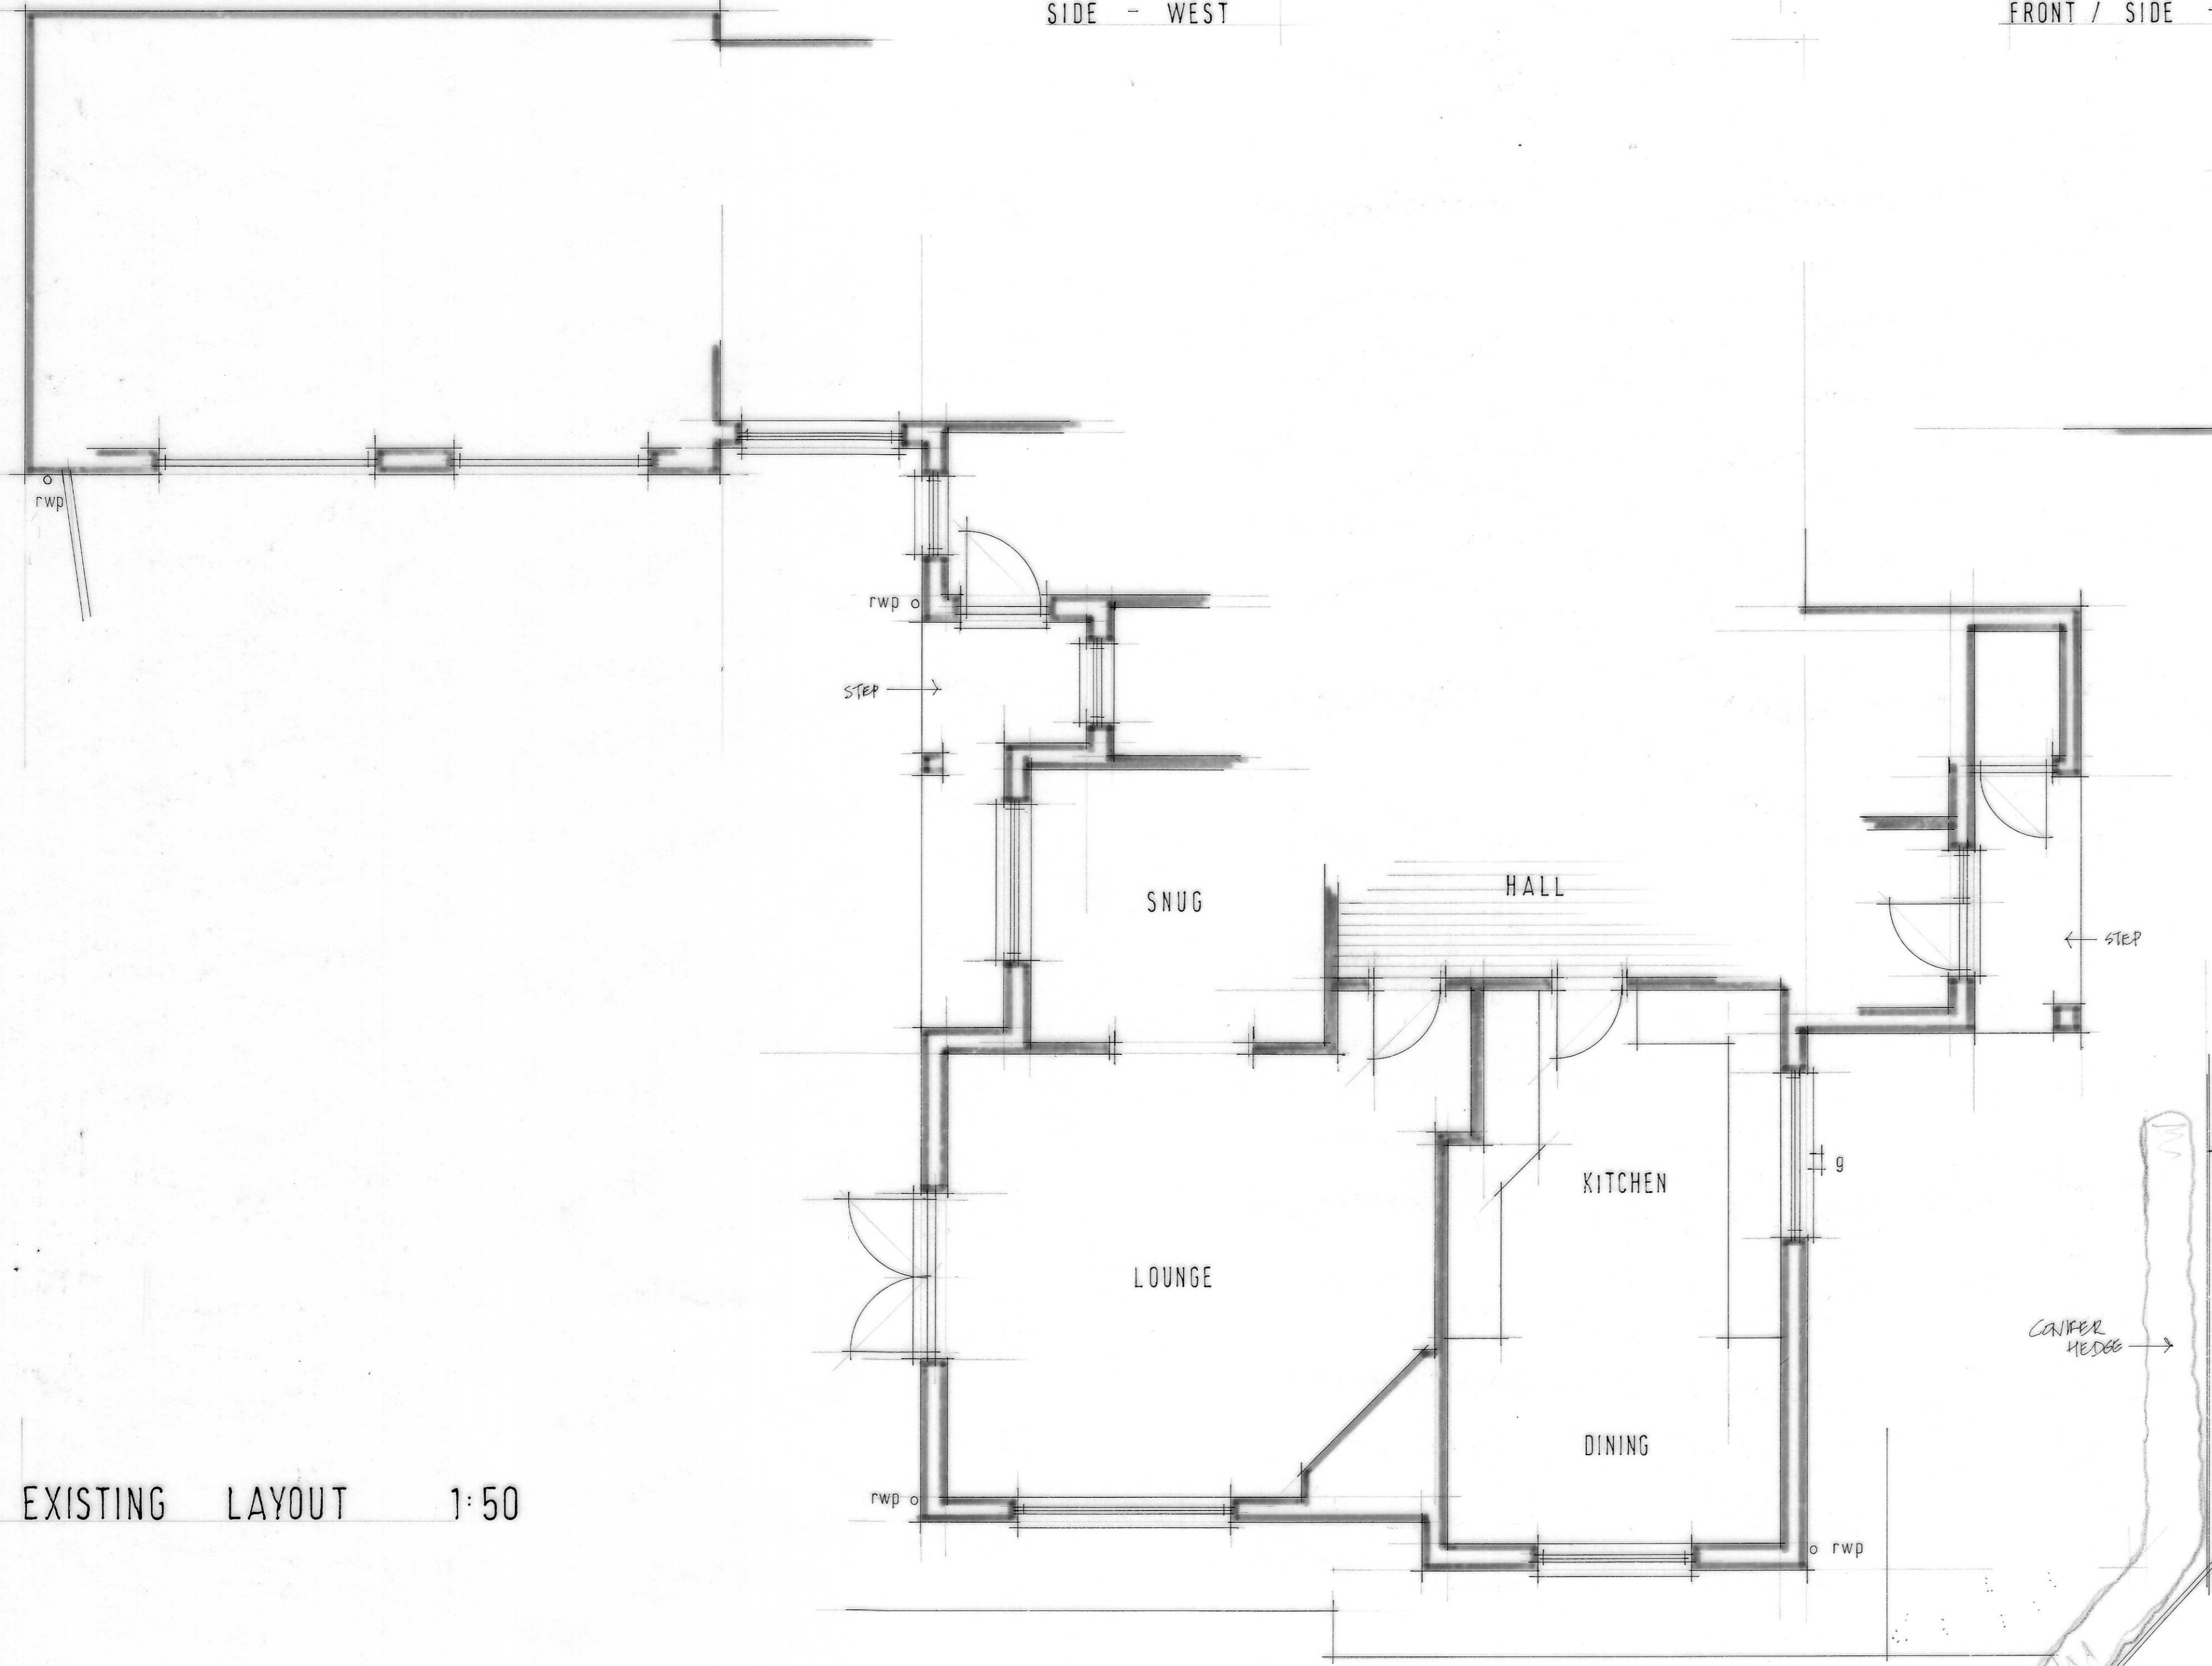 SIDE - WEST
FRONT / SIDE -
rwp
rwp
STEP
SNUG
HALL
STEP
g
KITCHEN
LOUNGE
CONIFER
HEDGE
DINING
EXISTING LAYOUT 1:50
rwp
rwp